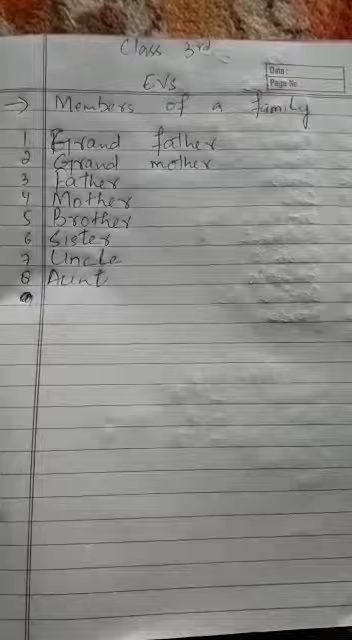 Class 3rd
Date:
Page No:
EVS
→ Members of a family
1 Grand father
2 Grand mother
3 Father
4 Mother
5 Brother
6 Sister
7 Uncle
8 Aunt